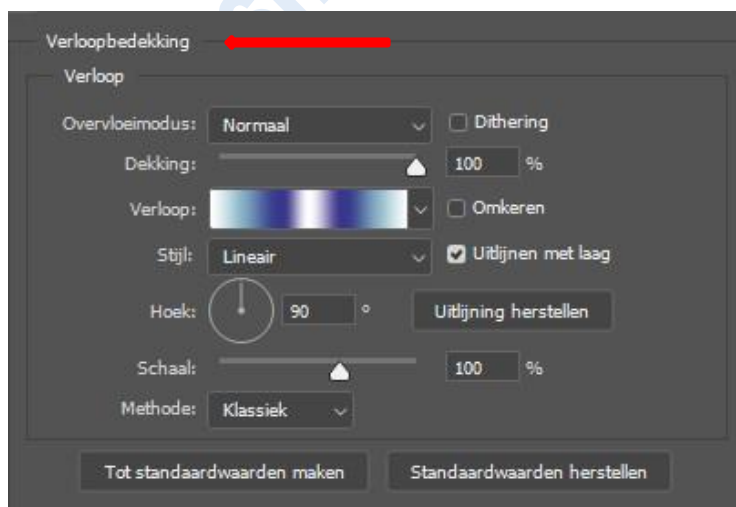 Verloopbedekking
Verloop
Overvloeimodus: Normaal Dithering
Dekking: 100 %
Verloop: Omkeren
Stijl: Lineair Uitlijnen met laag
Hoek: 90 ° Uitlijning herstellen
Schaal: 100 %
Methode: Klassiek
Tot standaardwaarden maken Standaardwaarden herstellen